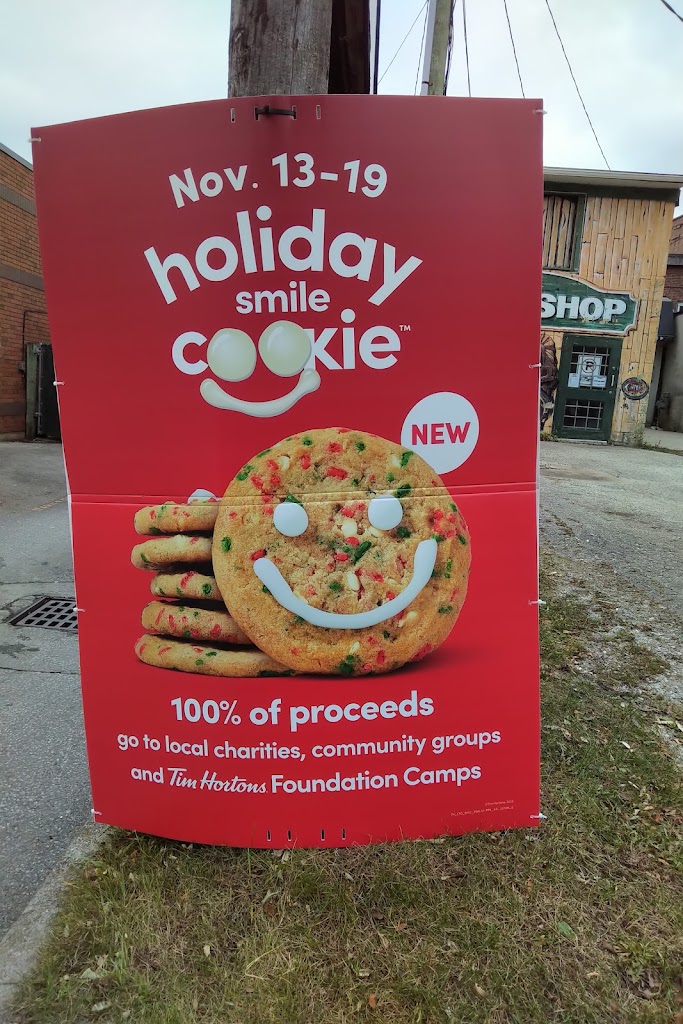 Nov. 13-19
holiday
smile
cookie™
NEW
100% of proceeds
go to local charities, community groups
and Tim Hortons Foundation Camps
SHOP